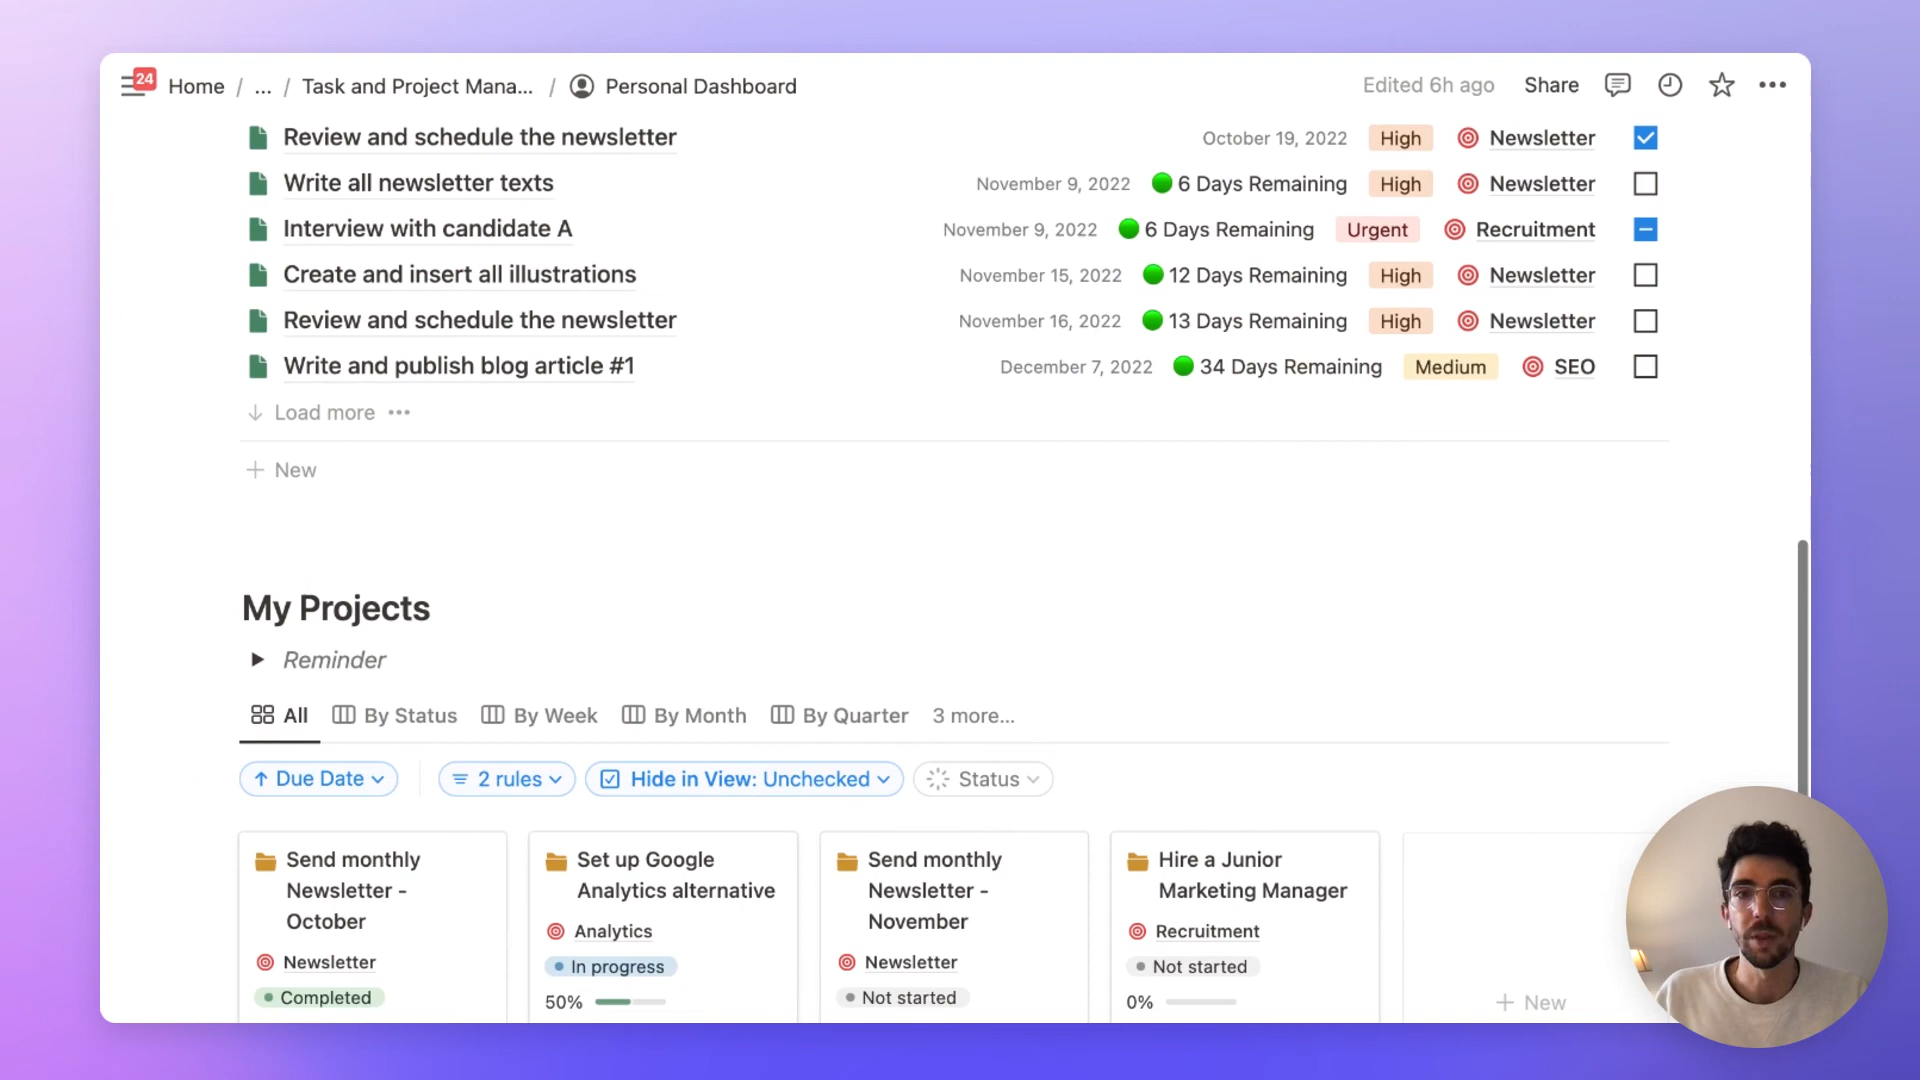 24 Home / ... / Task and Project Mana... / Personal Dashboard Edited 6h ago Share
Review and schedule the newsletter October 19, 2022 High Newsletter
Write all newsletter texts November 9, 2022 6 Days Remaining High Newsletter
Interview with candidate A November 9, 2022 6 Days Remaining Urgent Recruitment
Create and insert all illustrations November 15, 2022 12 Days Remaining High Newsletter
Review and schedule the newsletter November 16, 2022 13 Days Remaining High Newsletter
Write and publish blog article #1 December 7, 2022 34 Days Remaining Medium SEO
Load more
New
My Projects
Reminder
All By Status By Week By Month By Quarter 3 more...
Due Date 2 rules Hide in View: Unchecked Status
Send monthly
Newsletter -
October
Newsletter
Completed
Set up Google
Analytics alternative
Analytics
In progress
50%
Send monthly
Newsletter -
November
Newsletter
Not started
Hire a Junior
Marketing Manager
Recruitment
Not started
0%
New